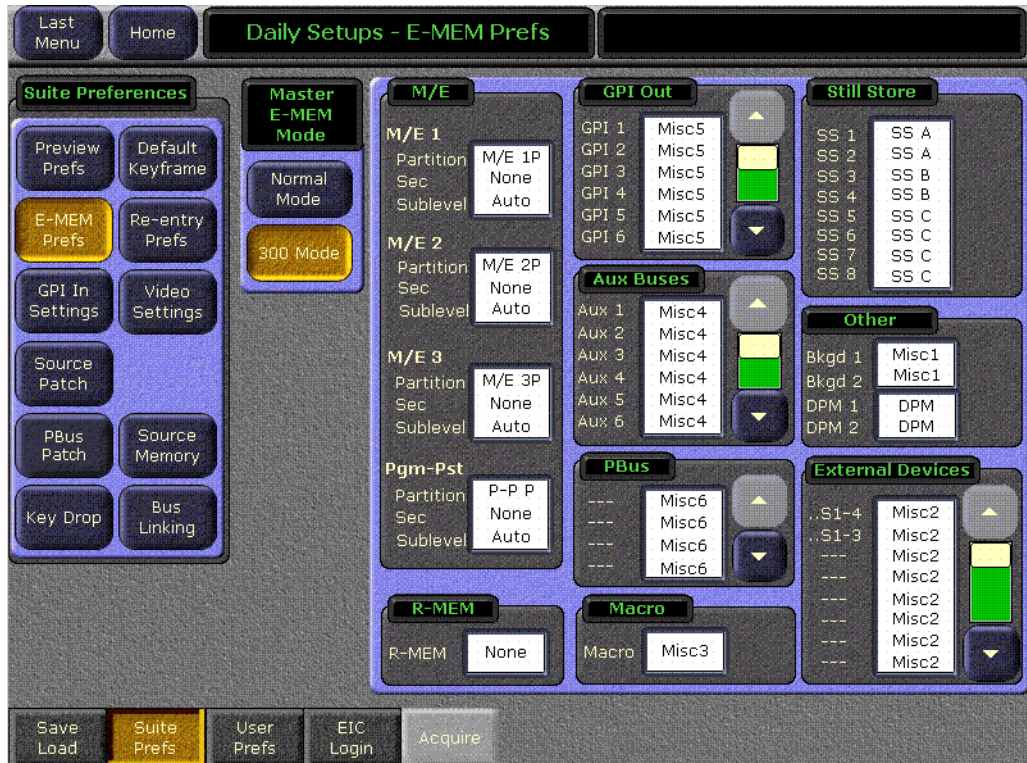 Last Menu
Home
Daily Setups - E-MEM Prefs
Suite Preferences
Preview Prefs
Default Keyframe
E-MEM Prefs
Re-entry Prefs
GPI In Settings
Video Settings
Source Patch
PBus Patch
Source Memory
Key Drop
Bus Linking
Master E-MEM Mode
Normal Mode
300 Mode
M/E
M/E 1
Partition M/E 1P
Sec None
Sublevel Auto
M/E 2
Partition M/E 2P
Sec None
Sublevel Auto
M/E 3
Partition M/E 3P
Sec None
Sublevel Auto
Pgm-Pst
Partition P-P P
Sec None
Sublevel Auto
R-MEM
R-MEM None
GPI Out
GPI 1 Misc5
GPI 2 Misc5
GPI 3 Misc5
GPI 4 Misc5
GPI 5 Misc5
GPI 6 Misc5
Aux Buses
Aux 1 Misc4
Aux 2 Misc4
Aux 3 Misc4
Aux 4 Misc4
Aux 5 Misc4
Aux 6 Misc4
PBus
--- Misc6
--- Misc6
--- Misc6
--- Misc6
Macro
Macro Misc3
Still Store
SS 1 SS A
SS 2 SS A
SS 3 SS B
SS 4 SS B
SS 5 SS C
SS 6 SS C
SS 7 SS C
SS 8 SS C
Other
Bkgd 1 Misc1
Bkgd 2 Misc1
DPM 1 DPM
DPM 2 DPM
External Devices
..S1-4 Misc2
..S1-3 Misc2
--- Misc2
--- Misc2
--- Misc2
--- Misc2
--- Misc2
--- Misc2
Save Load
Suite Prefs
User Prefs
EIC Login
Acquire